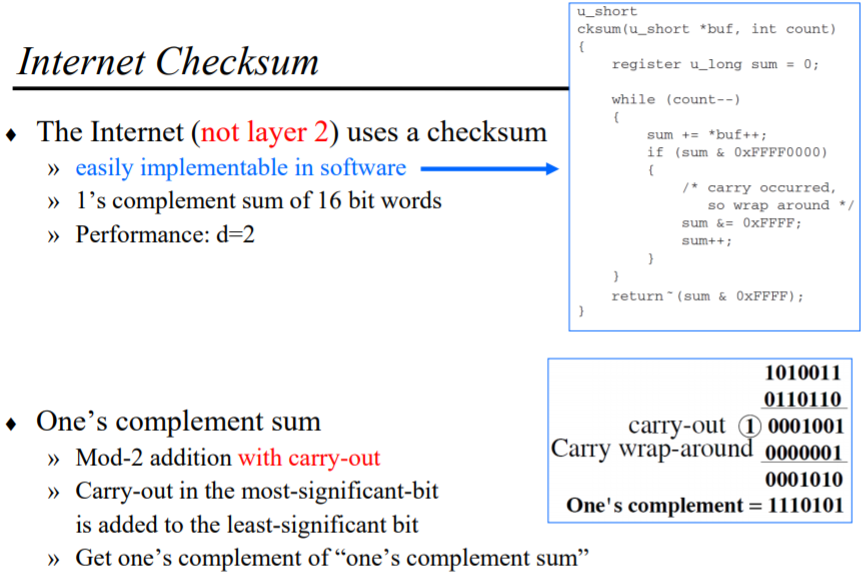 Internet Checksum
♦ The Internet (not layer 2) uses a checksum
» easily implementable in software
» 1's complement sum of 16 bit words
» Performance: d=2
u_short
cksum(u_short *buf, int count)
{
register u_long sum = 0;
while (count--)
{
sum += *buf++;
if (sum & 0XFFFF0000)
{
/* carry occurred,
so wrap around */
sum &= 0XFFFF;
sum++;
}
}
return~(sum & 0XFFFF);
}
♦ One's complement sum
» Mod-2 addition with carry-out
» Carry-out in the most-significant-bit
is added to the least-significant bit
» Get one's complement of “one's complement sum”
1010011
0110110
carry-out ① 0001001
Carry wrap-around 0000001
0001010
One's complement = 1110101